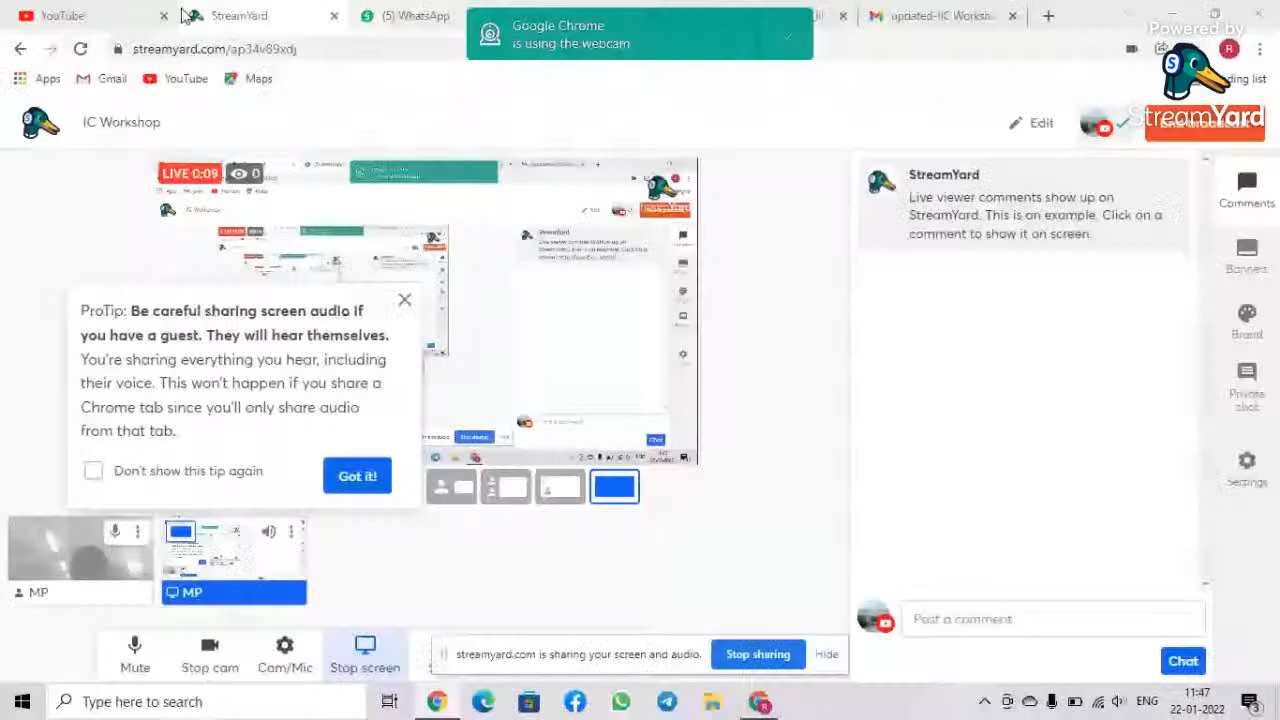 YouTube
StreamYard
(5) WhatsApp
updated-IIC Worksh
Google Chrome
is using the webcam
streamyard.com/ap34v89xdj
Powered by
StreamYard
Apps
Gmail
YouTube
Maps
ding list
IC Workshop
Edit
LIVE 0:09
0
IC Workshop
StreamYard
StreamYard
Live viewer comments show up on
StreamYard. This is an example. Click on a
comment to show it on screen.
Comments
Banners
Brand
Private
chat
Settings
ProTip: Be careful sharing screen audio if
you have a guest. They will hear themselves.
You're sharing everything you hear, including
their voice. This won't happen if you share a
Chrome tab since you'll only share audio
from that tab.
Don't show this tip again
Got it!
Chat
MP
MP
Mute
Stop cam
Cam/Mic
Stop screen
streamyard.com is sharing your screen and audio.
Stop sharing
Hide
Post a comment
Chat
Type here to search
ENG
11:47
22-01-2022
3